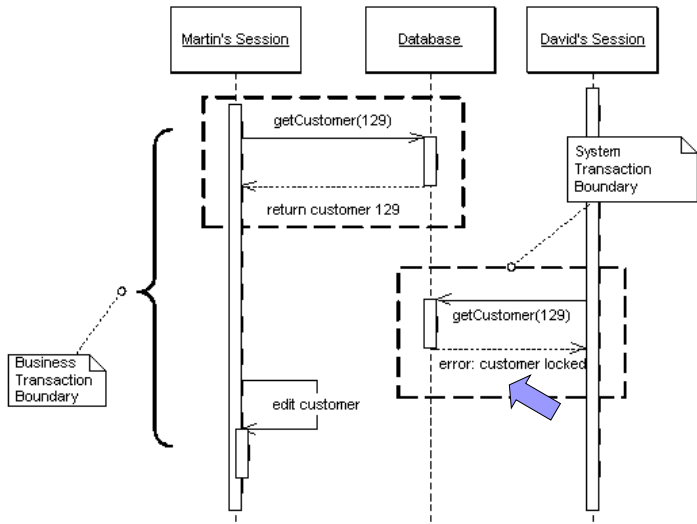 Martin's Session
Database
David's Session
getCustomer(129)
System
Transaction
Boundary
return customer 129
getCustomer(129)
error: customer locked
Business
Transaction
Boundary
edit customer